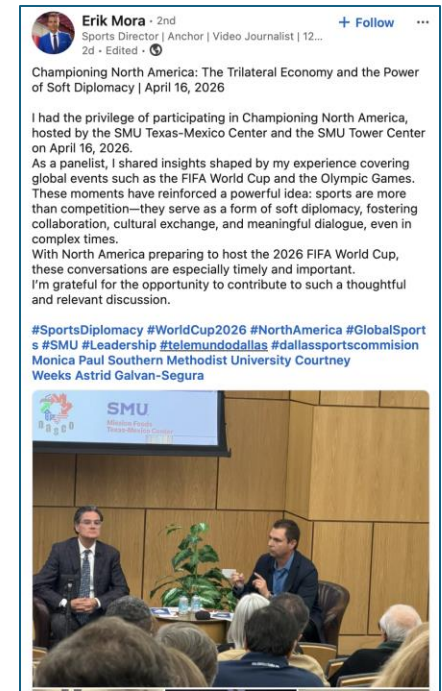 Erik Mora · 2nd
+ Follow ...
Sports Director | Anchor | Video Journalist | 12...
2d · Edited ·
Championing North America: The Trilateral Economy and the Power
of Soft Diplomacy | April 16, 2026
I had the privilege of participating in Championing North America,
hosted by the SMU Texas-Mexico Center and the SMU Tower Center
on April 16, 2026.
As a panelist, I shared insights shaped by my experience covering
global events such as the FIFA World Cup and the Olympic Games.
These moments have reinforced a powerful idea: sports are more
than competition—they serve as a form of soft diplomacy, fostering
collaboration, cultural exchange, and meaningful dialogue, even in
complex times.
With North America preparing to host the 2026 FIFA World Cup,
these conversations are especially timely and important.
I'm grateful for the opportunity to contribute to such a thoughtful
and relevant discussion.
#SportsDiplomacy #WorldCup2026 #NorthAmerica #GlobalSport
s #SMU #Leadership #telemundodallas #dallassportscommision
Monica Paul Southern Methodist University Courtney
Weeks Astrid Galvan-Segura
SMU
Mission Foods
Texas-Mexico Center